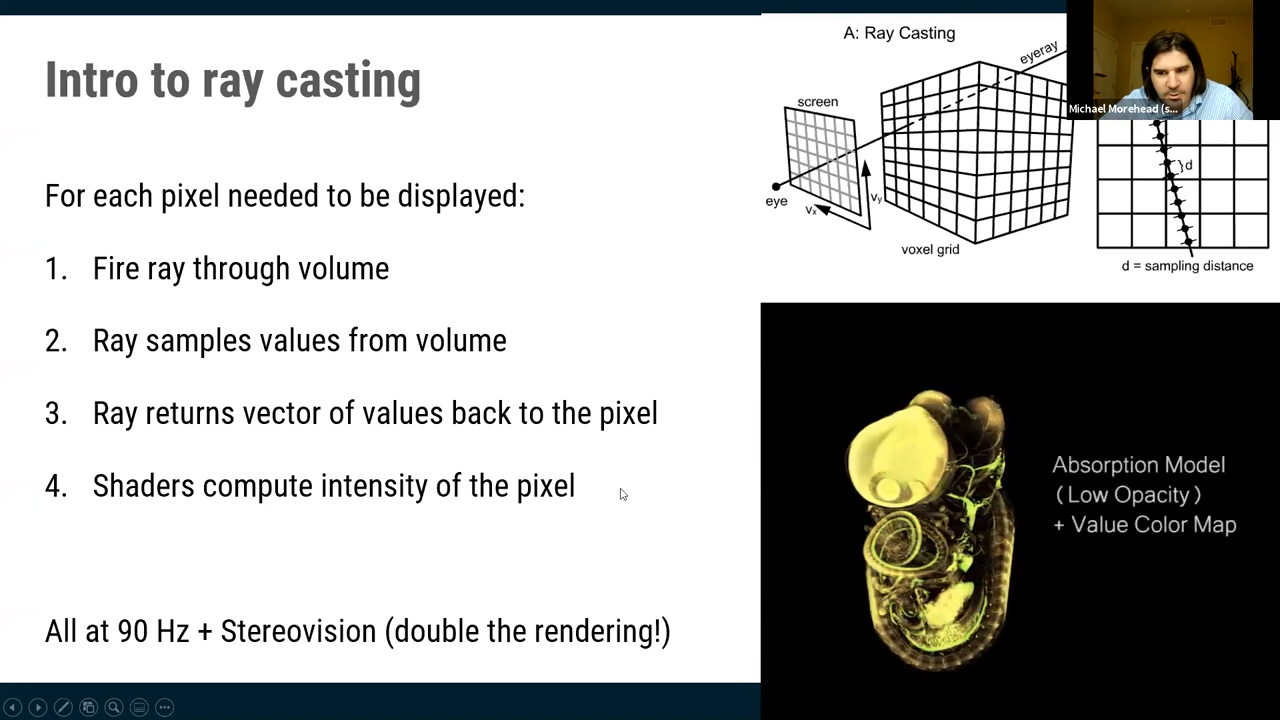 Intro to ray casting
For each pixel needed to be displayed:
1. Fire ray through volume
2. Ray samples values from volume
3. Ray returns vector of values back to the pixel
4. Shaders compute intensity of the pixel
All at 90 Hz + Stereovision (double the rendering!)
A: Ray Casting
eyeray
screen
eye
vx
vy
voxel grid
d
d = sampling distance
Michael Morehead (s...
Absorption Model
(Low Opacity)
+ Value Color Map